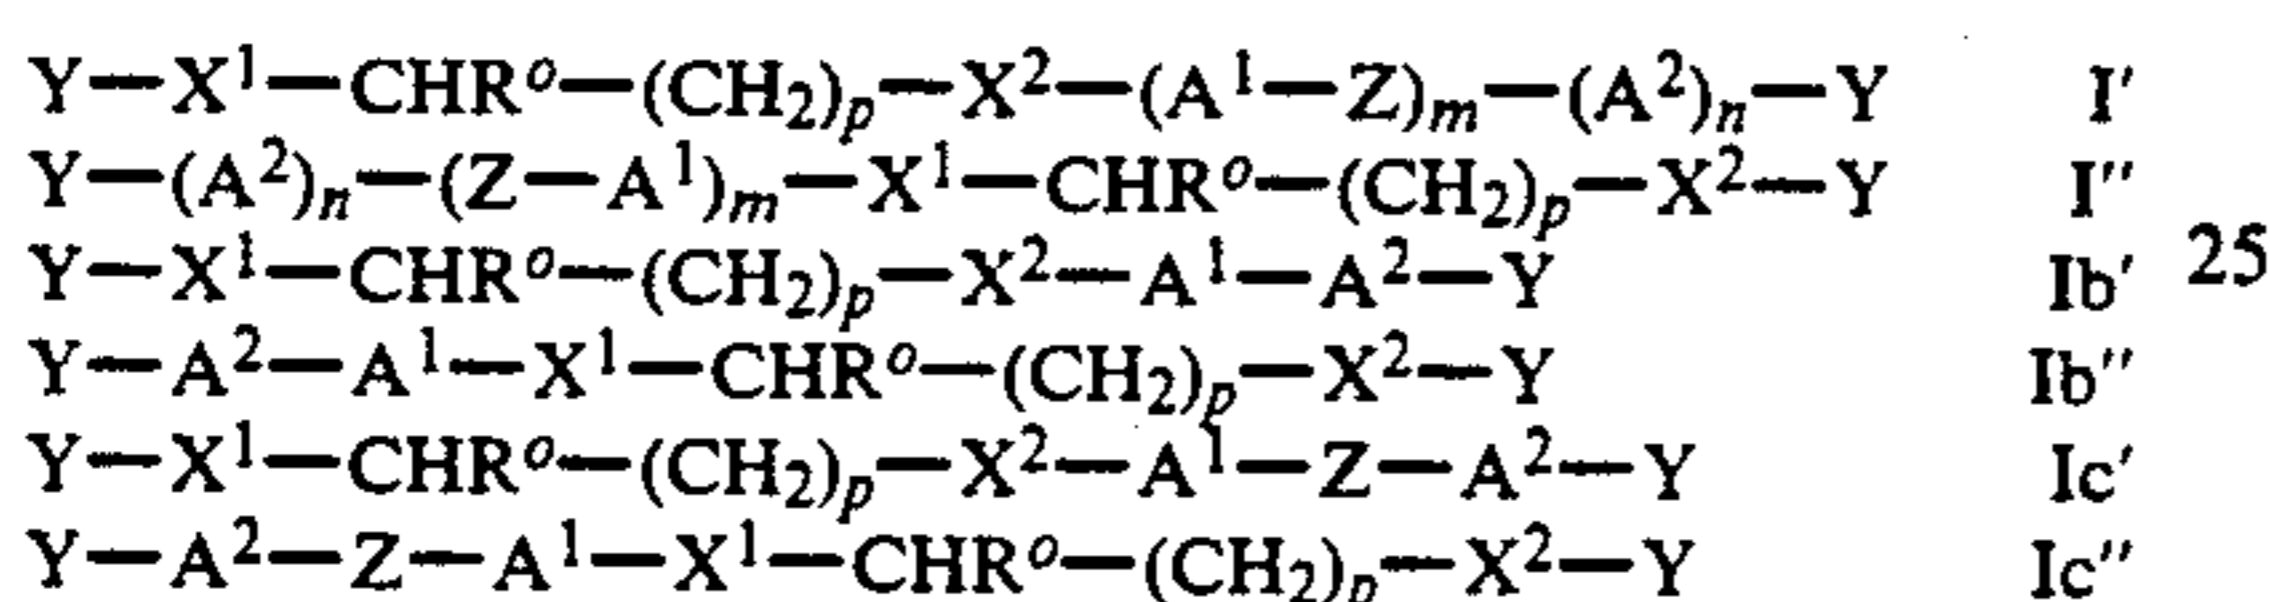 Y—X¹—CHRᵒ—(CH₂)ₚ—X²—(A¹—Z)ₘ—(A²)ₙ—Y I′
Y—(A²)ₙ—(Z—A¹)ₘ—X¹—CHRᵒ—(CH₂)ₚ—X²—Y I″
Y—X¹—CHRᵒ—(CH₂)ₚ—X²—A¹—A²—Y Ib′ 25
Y—A²—A¹—X¹—CHRᵒ—(CH₂)ₚ—X²—Y Ib″
Y—X¹—CHRᵒ—(CH₂)ₚ—X²—A¹—Z—A²—Y Ic′
Y—A²—Z—A¹—X¹—CHRᵒ—(CH₂)ₚ—X²—Y Ic″